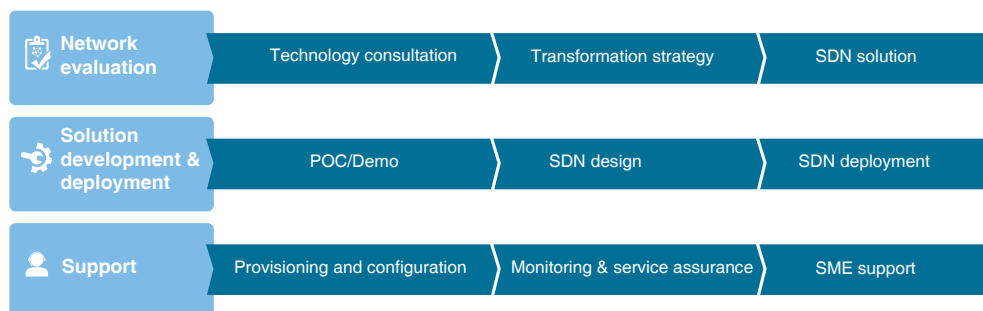 Network
evaluation
Technology consultation
Transformation strategy
SDN solution
Solution
development &
deployment
POC/Demo
SDN design
SDN deployment
Support
Provisioning and configuration
Monitoring & service assurance
SME support